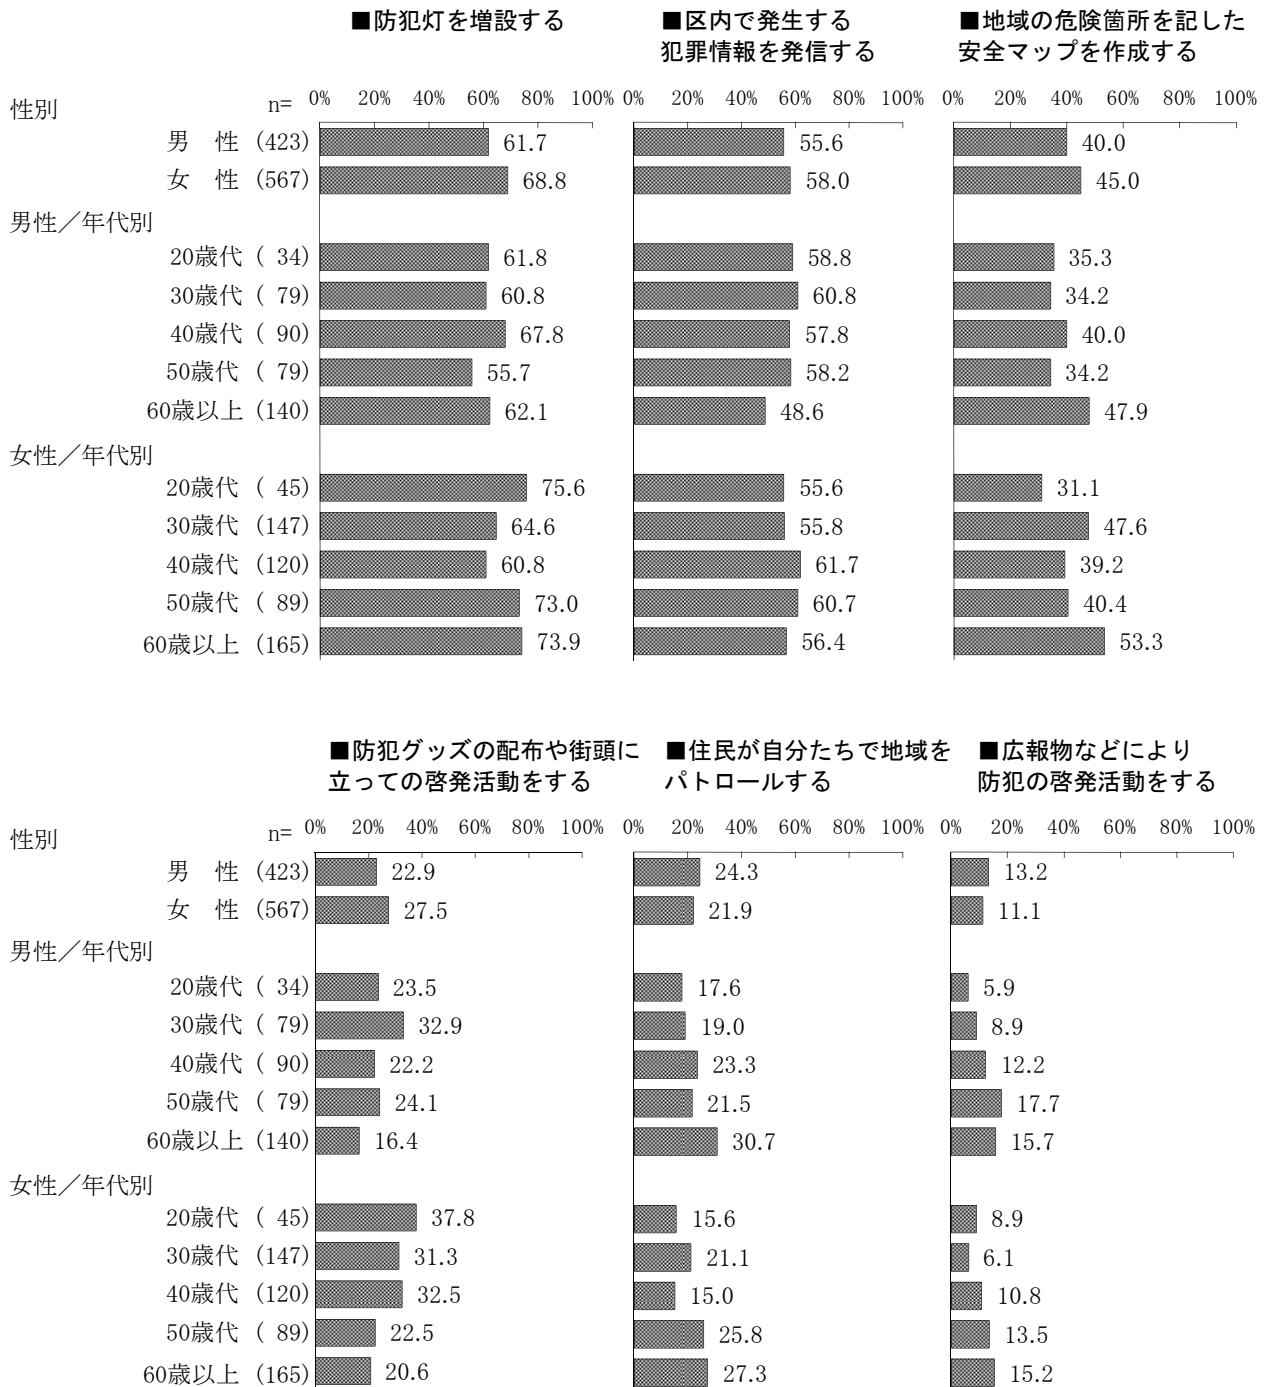 ■防犯灯を増設する ■区内で発生する ■地域の危険箇所を記した
犯罪情報を発信する 安全マップを作成する
性別 n= 0% 20% 40% 60% 80% 100% 0% 20% 40% 60% 80% 100% 0% 20% 40% 60% 80% 100%
男 性 (423) 61.7 55.6 40.0
女 性 (567) 68.8 58.0 45.0
男性／年代別
20歳代 ( 34) 61.8 58.8 35.3
30歳代 ( 79) 60.8 60.8 34.2
40歳代 ( 90) 67.8 57.8 40.0
50歳代 ( 79) 55.7 58.2 34.2
60歳以上 (140) 62.1 48.6 47.9
女性／年代別
20歳代 ( 45) 75.6 55.6 31.1
30歳代 (147) 64.6 55.8 47.6
40歳代 (120) 60.8 61.7 39.2
50歳代 ( 89) 73.0 60.7 40.4
60歳以上 (165) 73.9 56.4 53.3
■防犯グッズの配布や街頭に ■住民が自分たちで地域を ■広報物などにより
立っての啓発活動をする パトロールする 防犯の啓発活動をする
性別 n= 0% 20% 40% 60% 80% 100% 0% 20% 40% 60% 80% 100% 0% 20% 40% 60% 80% 100%
男 性 (423) 22.9 24.3 13.2
女 性 (567) 27.5 21.9 11.1
男性／年代別
20歳代 ( 34) 23.5 17.6 5.9
30歳代 ( 79) 32.9 19.0 8.9
40歳代 ( 90) 22.2 23.3 12.2
50歳代 ( 79) 24.1 21.5 17.7
60歳以上 (140) 16.4 30.7 15.7
女性／年代別
20歳代 ( 45) 37.8 15.6 8.9
30歳代 (147) 31.3 21.1 6.1
40歳代 (120) 32.5 15.0 10.8
50歳代 ( 89) 22.5 25.8 13.5
60歳以上 (165) 20.6 27.3 15.2